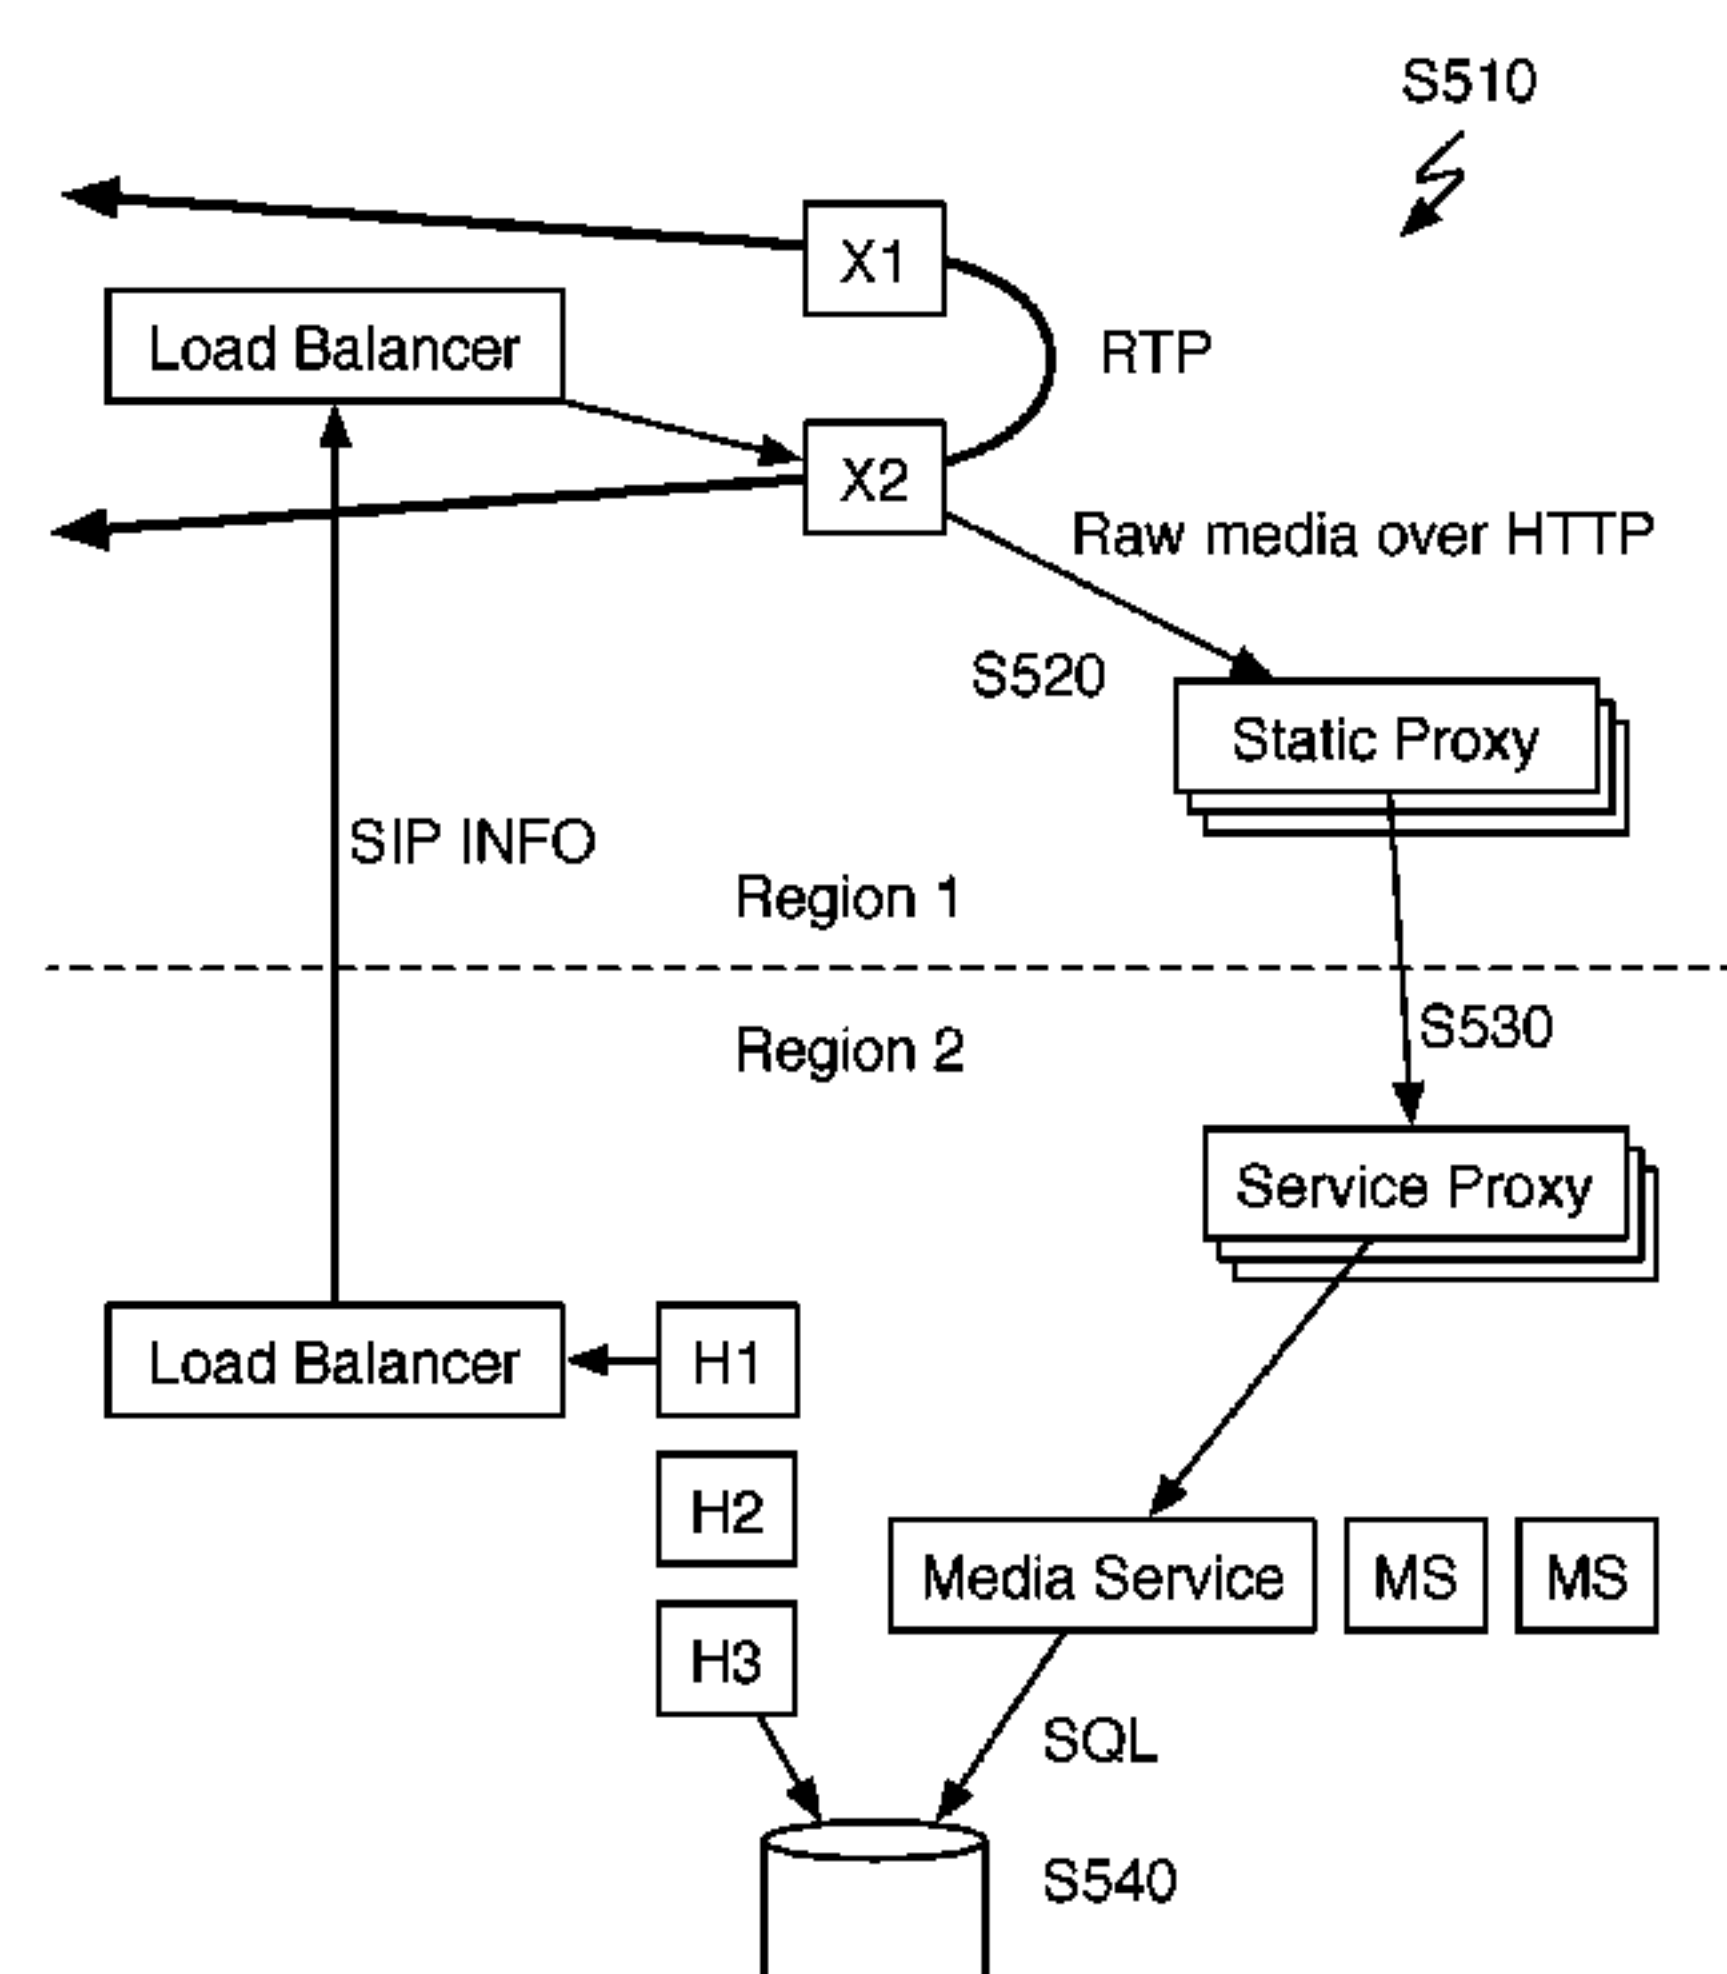 S510
X1
Load Balancer
RTP
X2
Raw media over HTTP
S520
Static Proxy
SIP INFO
Region 1
Region 2
S530
Service Proxy
Load Balancer
H1
H2
Media Service
MS
MS
H3
SQL
S540